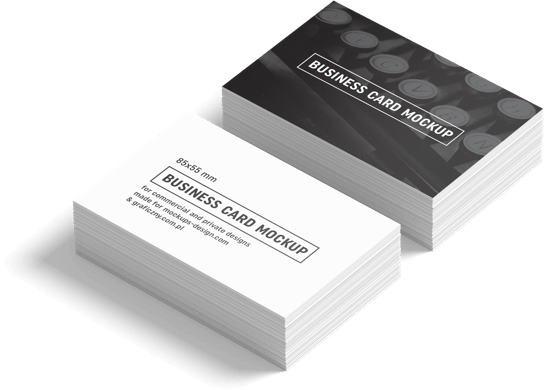 BUSINESS CARD MOCKUP
85x55 mm
BUSINESS CARD MOCKUP
for commercial and private designs
made for mockups-design.com
& graficzny.com.pl